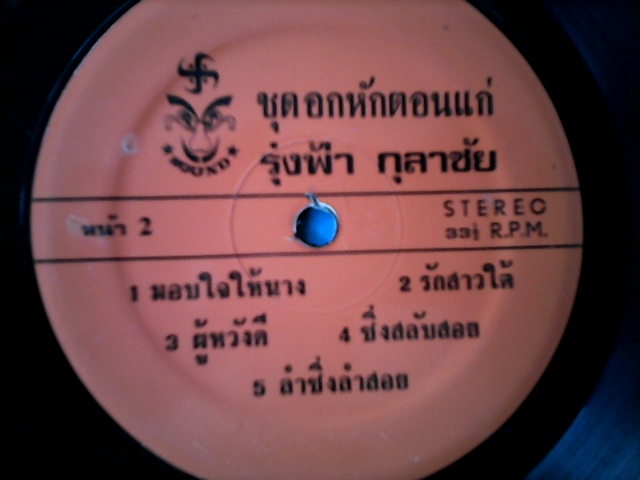 SOUND
ชุดอกหักตอนแก่
รุ่งฟ้า กุลาชัย
หน้า 2
STEREO
33⅓ R.P.M.
1 มอบใจให้นาง 2 รักสาวใต้
3 ผู้หวังดี 4 ซิ่งสลับสอย
5 ลำซิ่งลำสอย